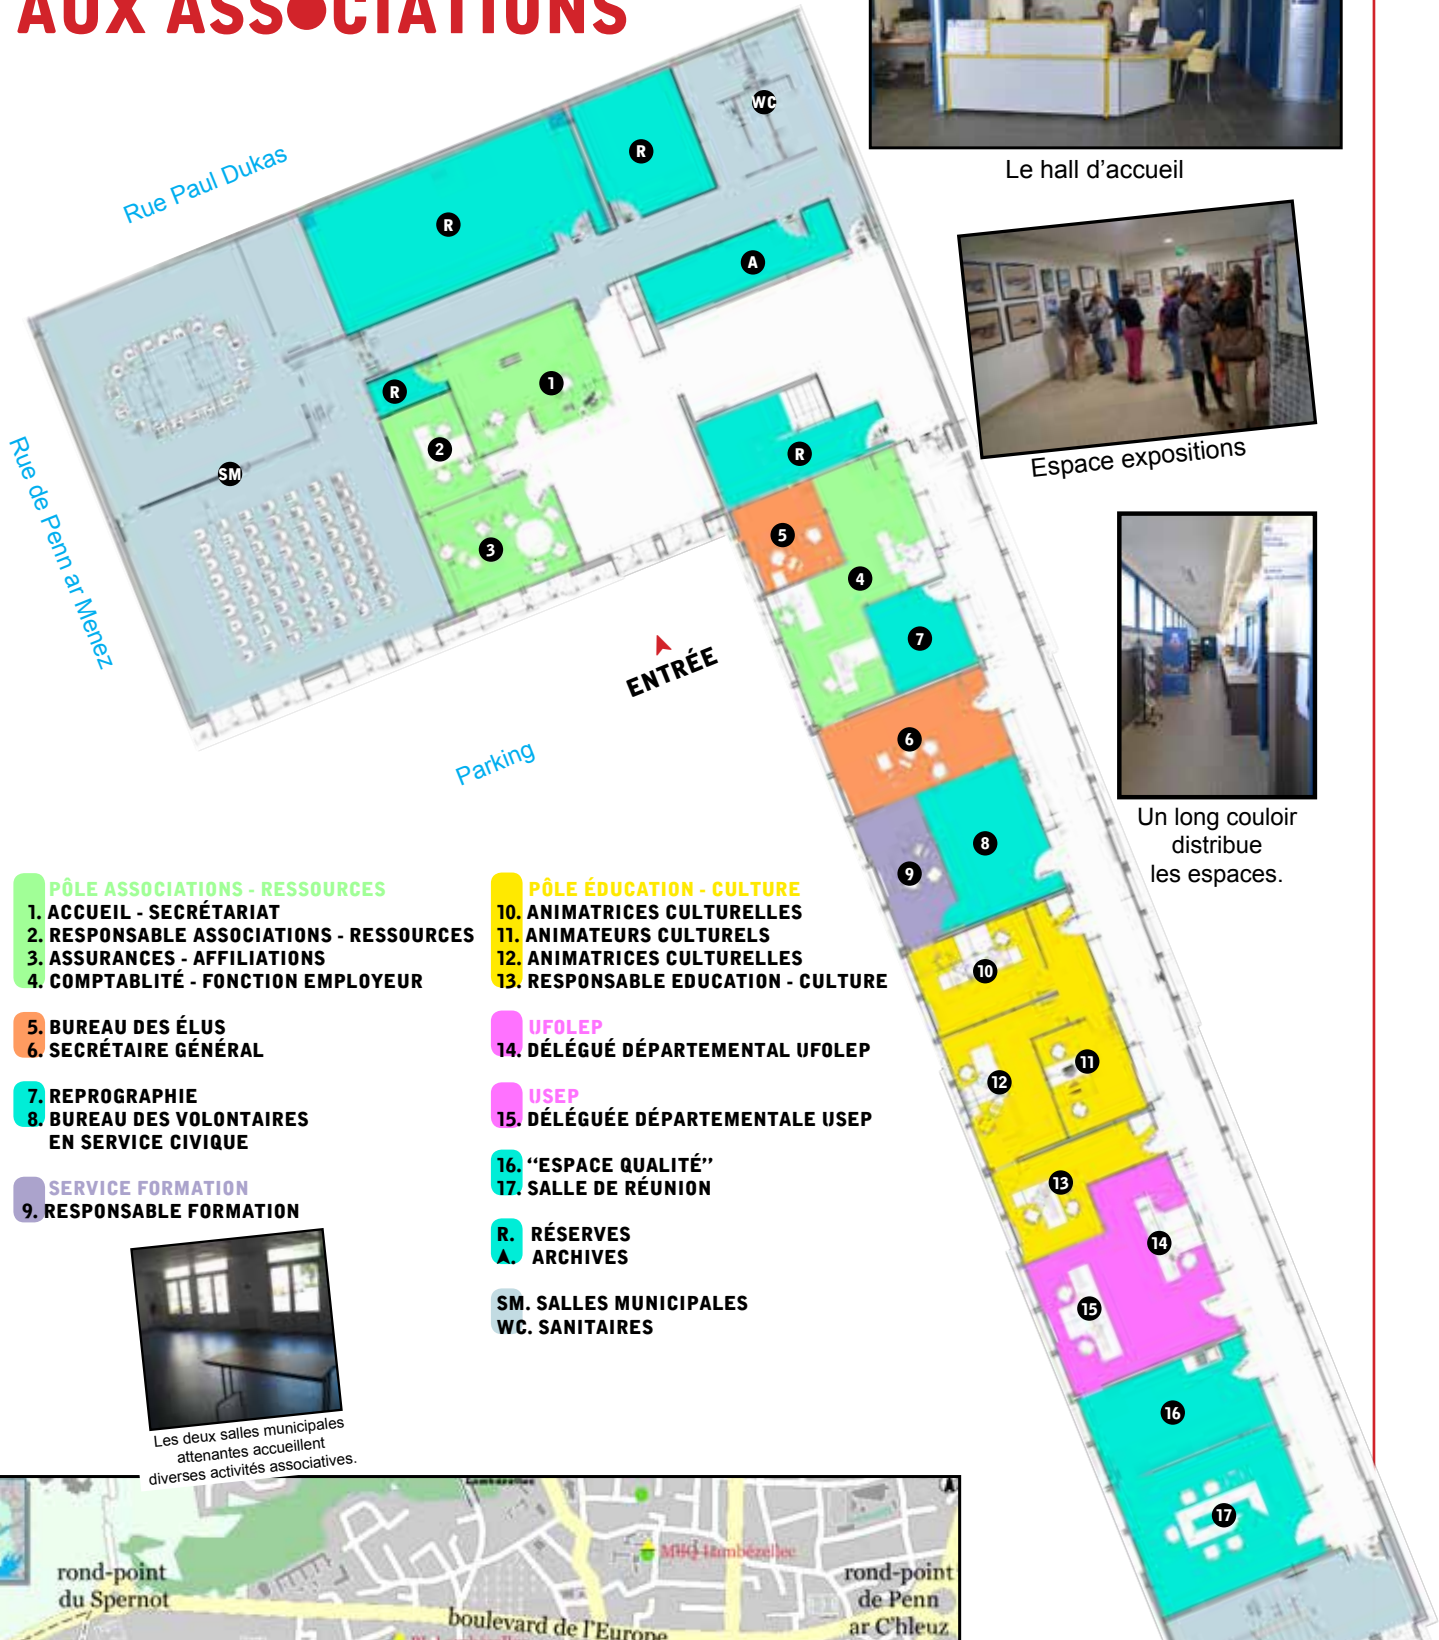 AUX ASSOCIATIONS
Le hall d'accueil
Rue Paul Dukas
WC
R
R
A
R
1
2
3
SM
R
Rue de Penn ar Menez
Espace expositions
5
4
7
ENTRÉE
6
Parking
8
9
Un long couloir
distribue
les espaces.
10
11
12
13
14
15
16
17
PÔLE ASSOCIATIONS - RESSOURCES
1. ACCUEIL - SECRÉTARIAT
2. RESPONSABLE ASSOCIATIONS - RESSOURCES
3. ASSURANCES - AFFILIATIONS
4. COMPTABLITÉ - FONCTION EMPLOYEUR
5. BUREAU DES ÉLUS
6. SECRÉTAIRE GÉNÉRAL
7. REPROGRAPHIE
8. BUREAU DES VOLONTAIRES
EN SERVICE CIVIQUE
SERVICE FORMATION
9. RESPONSABLE FORMATION
PÔLE ÉDUCATION - CULTURE
10. ANIMATRICES CULTURELLES
11. ANIMATEURS CULTURELS
12. ANIMATRICES CULTURELLES
13. RESPONSABLE EDUCATION - CULTURE
UFOLEP
14. DÉLÉGUÉ DÉPARTEMENTAL UFOLEP
USEP
15. DÉLÉGUÉE DÉPARTEMENTALE USEP
16. “ESPACE QUALITÉ”
17. SALLE DE RÉUNION
R. RÉSERVES
A. ARCHIVES
SM. SALLES MUNICIPALES
WC. SANITAIRES
Les deux salles municipales
attenantes accueillent
diverses activités associatives.
rond-point
du Spernot
MHQ Lambézellec
boulevard de l'Europe
rond-point
de Penn
ar C'hleuz